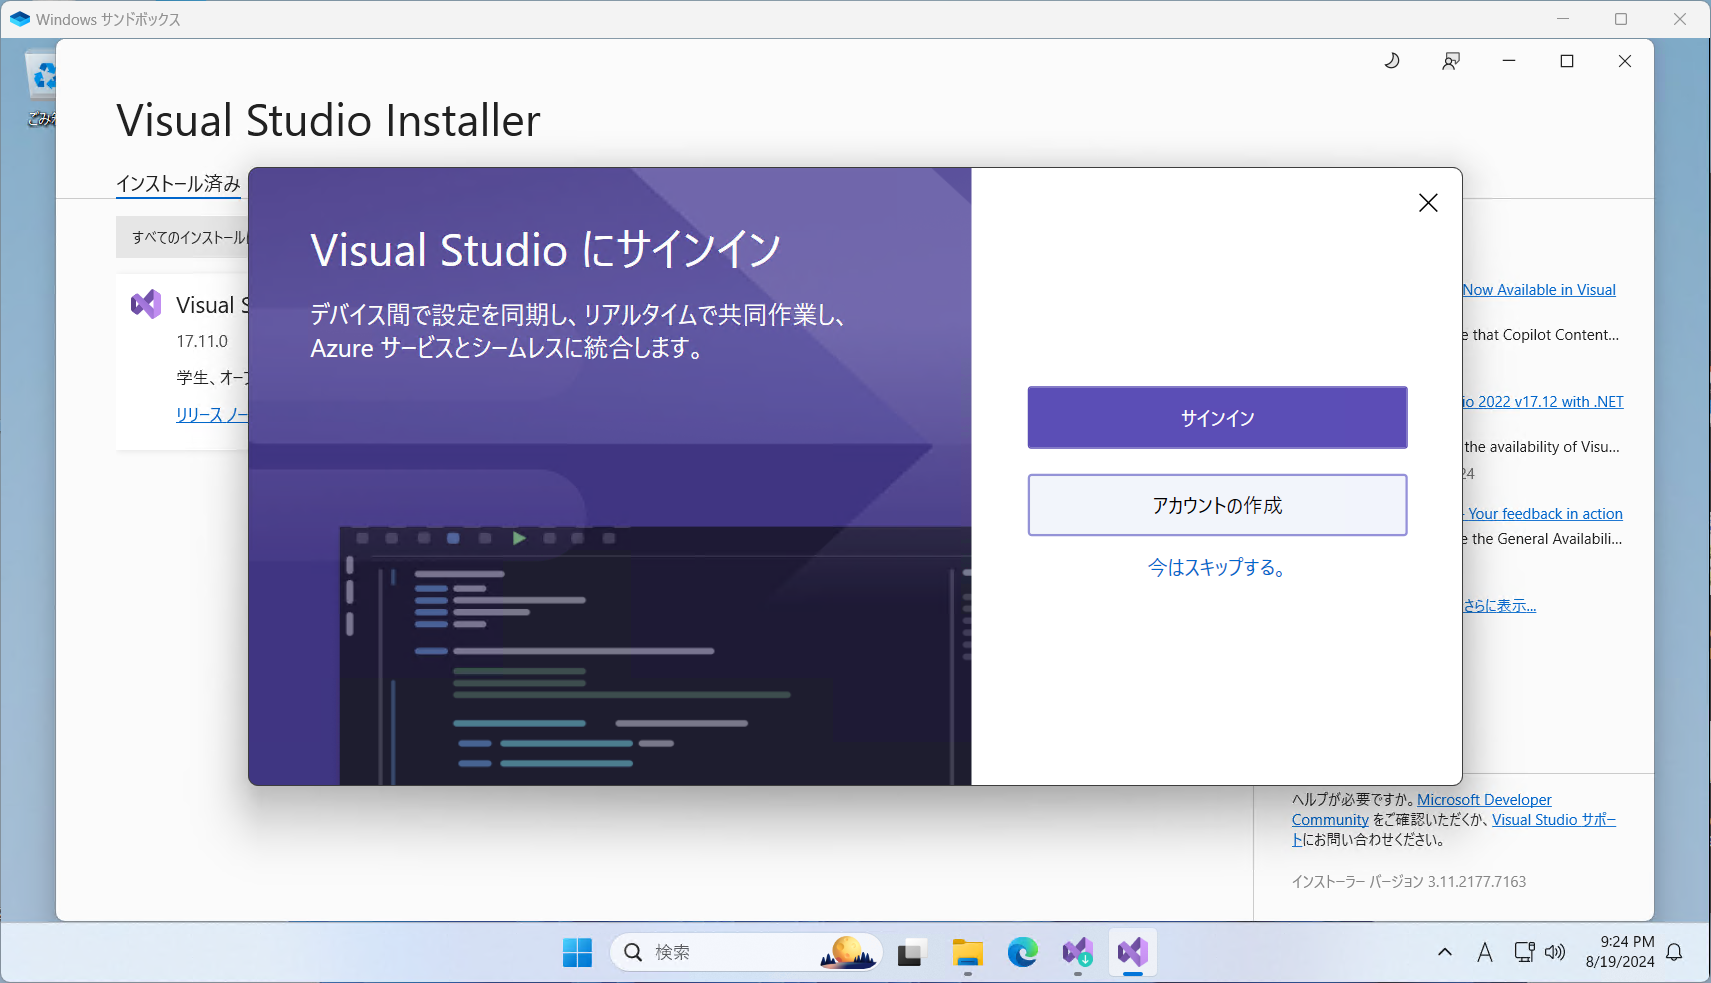 Windows サンドボックス
Visual Studio Installer
インストール済み
すべてのインストール
Visual S
17.11.0
学生、オープ
リリース ノー
Visual Studio にサインイン
デバイス間で設定を同期し、リアルタイムで共同作業し、
Azure サービスとシームレスに統合します。
サインイン
アカウントの作成
今はスキップする。
Now Available in Visual
e that Copilot Content...
io 2022 v17.12 with .NET
the availability of Visu...
24
- Your feedback in action
e the General Availabili...
さらに表示...
ヘルプが必要ですか。Microsoft Developer
Community をご確認いただくか、Visual Studio サポー
トにお問い合わせください。
インストーラー バージョン 3.11.2177.7163
検索
A
9:24 PM
8/19/2024